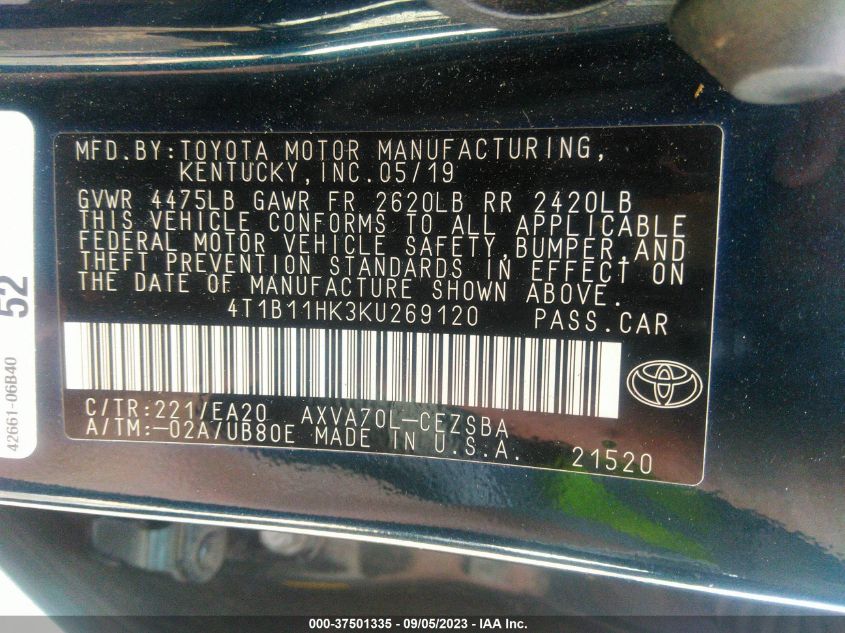 MFD.BY:TOYOTA MOTOR MANUFACTURING,
KENTUCKY,INC.05/19
GVWR 4475LB GAWR FR 2620LB RR 2420LB
THIS VEHICLE CONFORMS TO ALL APPLICABLE
FEDERAL MOTOR VEHICLE SAFETY,BUMPER,AND
THEFT PREVENTION STANDARDS IN EFFECT ON
THE DATE OF MANUFACTURE SHOWN ABOVE.
4T1B11HK3KU269120 PASS.CAR
C/TR:221/EA20 AXVA70L-CEZSBA
A/TM:-02A/UB80E MADE IN U.S.A. 21520
52
42661-06B40
000-37501335 - 09/05/2023 - IAA Inc.